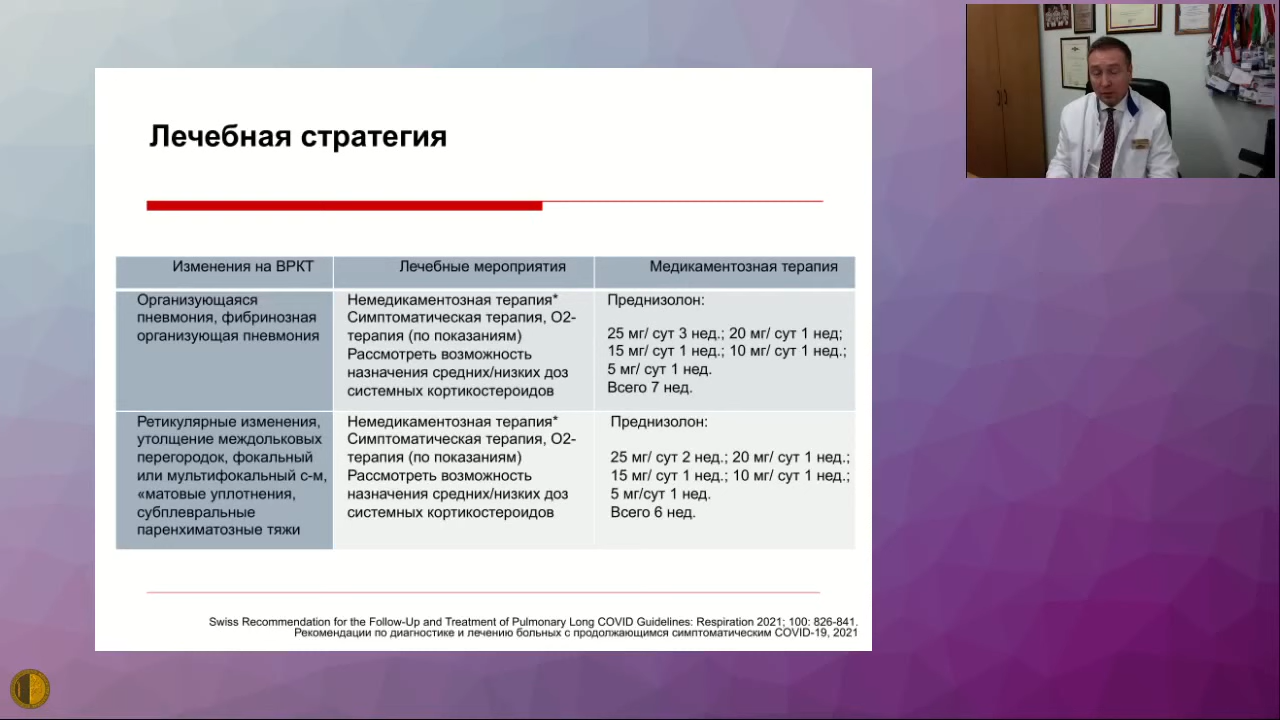 Лечебная стратегия
Изменения на ВРКТ
Лечебные мероприятия
Медикаментозная терапия
Организующаяся
пневмония, фибринозная
организующая пневмония
Немедикаментозная терапия*
Симптоматическая терапия, О2-
терапия (по показаниям)
Рассмотреть возможность
назначения средних/низких доз
системных кортикостероидов
Преднизолон:
25 мг/ сут 3 нед.; 20 мг/ сут 1 нед;
15 мг/ сут 1 нед.; 10 мг/ сут 1 нед.;
5 мг/ сут 1 нед.
Всего 7 нед.
Ретикулярные изменения,
утолщение междольковых
перегородок, фокальный
или мультифокальный с-м,
«матовые уплотнения,
субплевральные
паренхиматозные тяжи
Немедикаментозная терапия*
Симптоматическая терапия, О2-
терапия (по показаниям)
Рассмотреть возможность
назначения средних/низких доз
системных кортикостероидов
Преднизолон:
25 мг/ сут 2 нед.; 20 мг/ сут 1 нед.;
15 мг/ сут 1 нед.; 10 мг/ сут 1 нед.;
5 мг/сут 1 нед.
Всего 6 нед.
Swiss Recommendation for the Follow-Up and Treatment of Pulmonary Long COVID Guidelines: Respiration 2021; 100: 826-841.
Рекомендации по диагностике и лечению больных с продолжающимся симптоматическим COVID-19, 2021